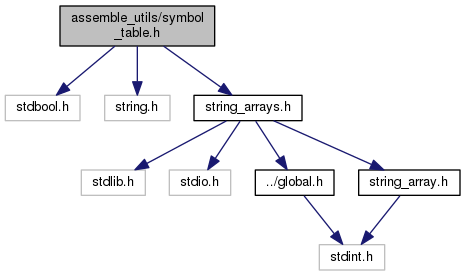 assemble_utils/symbol
_table.h
stdbool.h
string.h
string_arrays.h
stdlib.h
stdio.h
../global.h
string_array.h
stdint.h